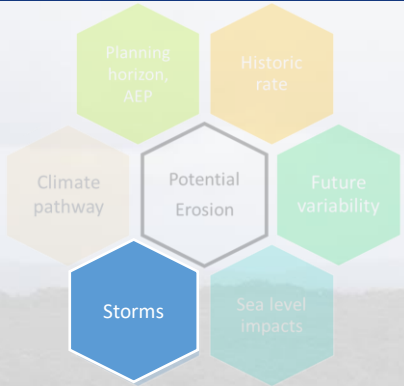 Planning
horizon,
AEP
Historic
rate
Climate
pathway
Potential
Erosion
Future
variability
Storms
Sea level
impacts